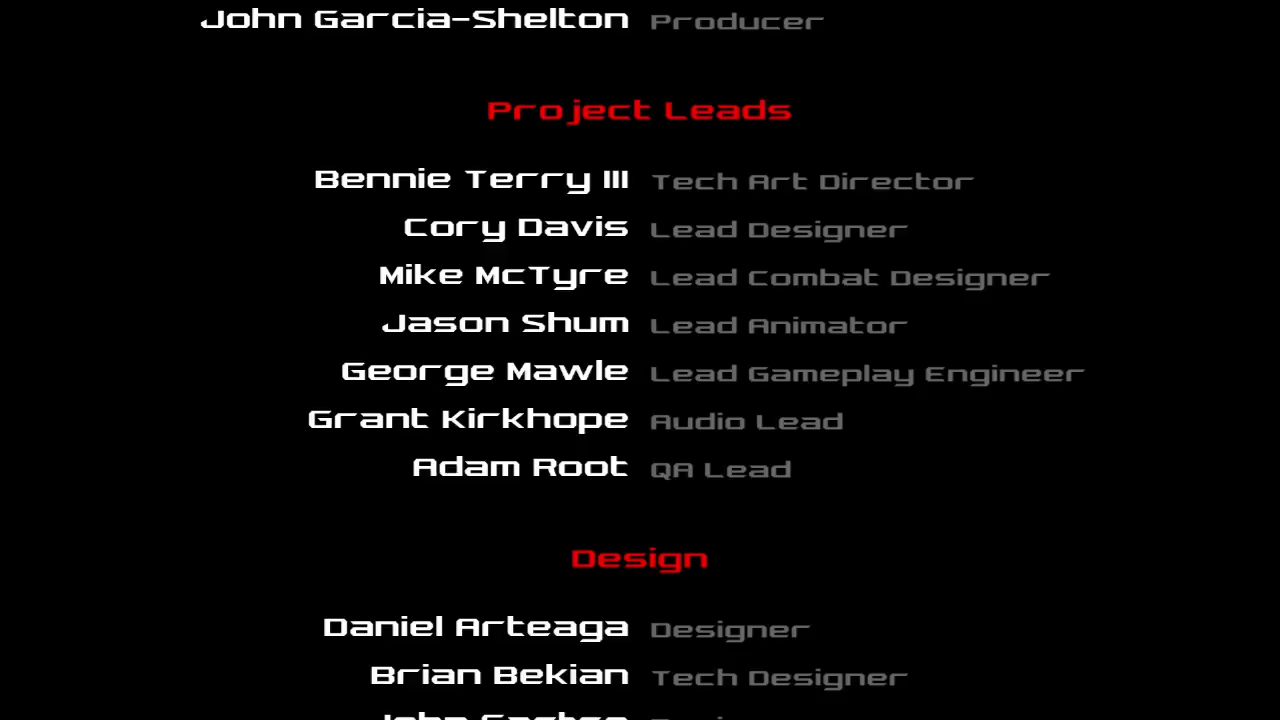 John Garcia-Shelton Producer
Project Leads
Bennie Terry III Tech Art Director
Cory Davis Lead Designer
Mike McTyre Lead Combat Designer
Jason Shum Lead Animator
George Mawle Lead Gameplay Engineer
Grant Kirkhope Audio Lead
Adam Root QA Lead
Design
Daniel Arteaga Designer
Brian Bekian Tech Designer
John